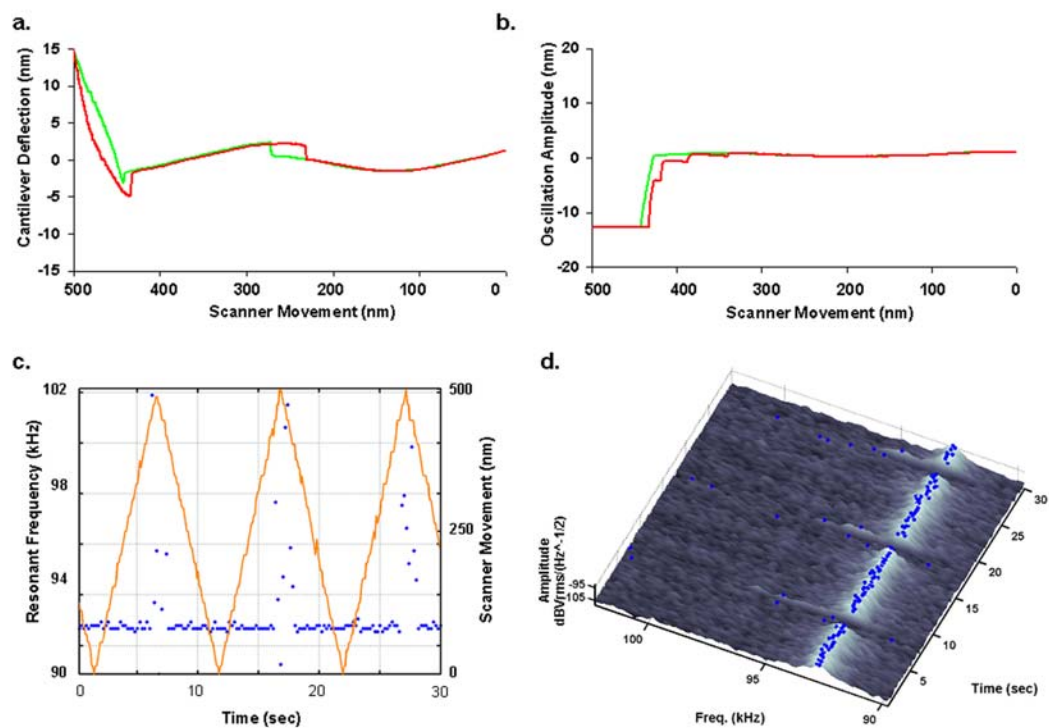 a.
Cantilever Deflection (nm)
15
10
5
0
-5
-10
-15
500 400 300 200 100 0
Scanner Movement (nm)
b.
Oscillation Amplitude (nm)
20
10
0
-10
-20
500 400 300 200 100 0
Scanner Movement (nm)
c.
Resonant Frequency (kHz)
102
98
94
90
500
250
0
Scanner Movement (nm)
0 10 20 30
Time (sec)
d.
Amplitude
dBVrms/(Hz^-1/2)
-95
-105
100
95
90
Freq. (kHz)
5
10
15
20
25
30
Time (sec)